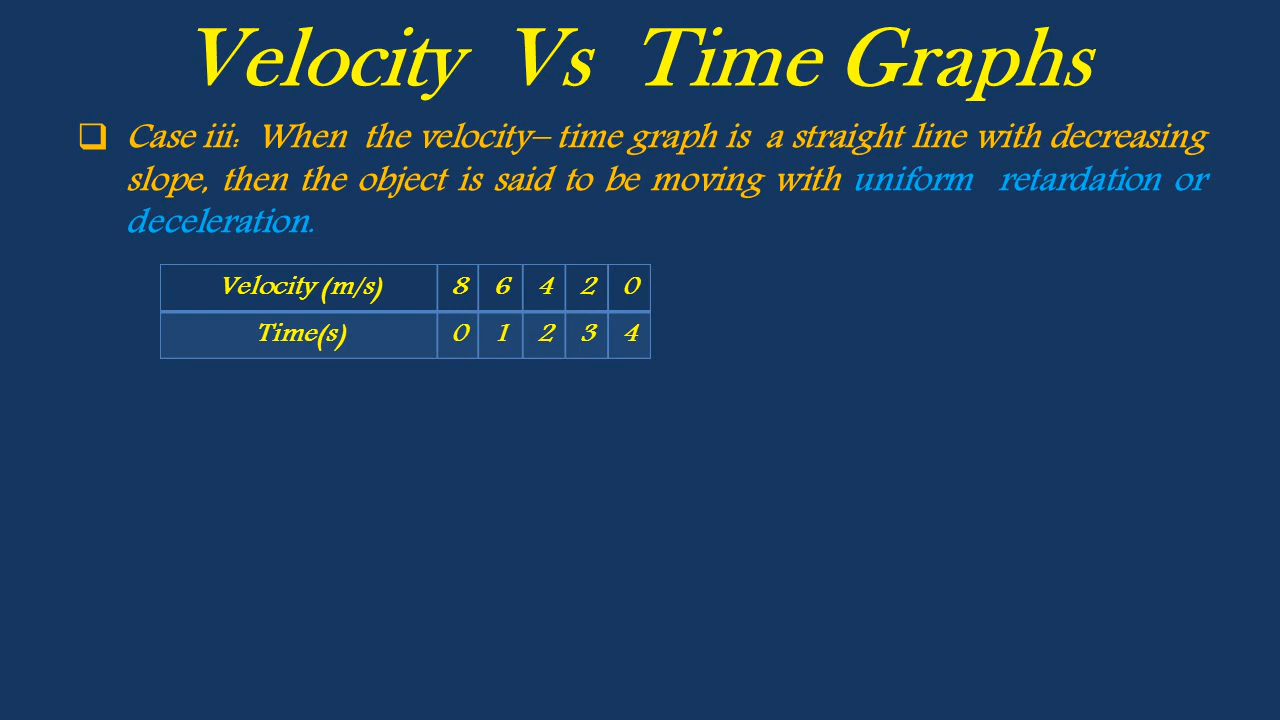 Velocity Vs Time Graphs
Case iii: When the velocity– time graph is a straight line with decreasing
slope, then the object is said to be moving with uniform retardation or
deceleration.
Velocity (m/s) 8 6 4 2 0
Time(s) 0 1 2 3 4